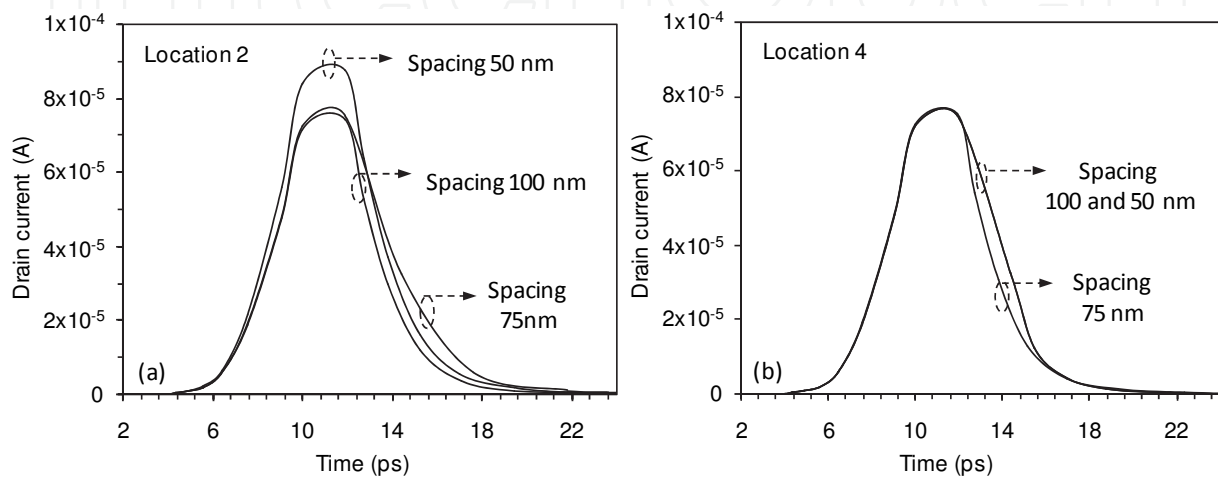 1x10-4
8x10-5
6x10-5
4x10-5
2x10-5
0
Drain current (A)
Location 2
Spacing 50 nm
Spacing 100 nm
Spacing
75nm
(a)
2
6
10
14
18
22
Time (ps)
1x10-4
8x10-5
6x10-5
4x10-5
2x10-5
0
Drain current (A)
Location 4
Spacing
100 and 50 nm
Spacing
75 nm
(b)
2
6
10
14
18
22
Time (ps)